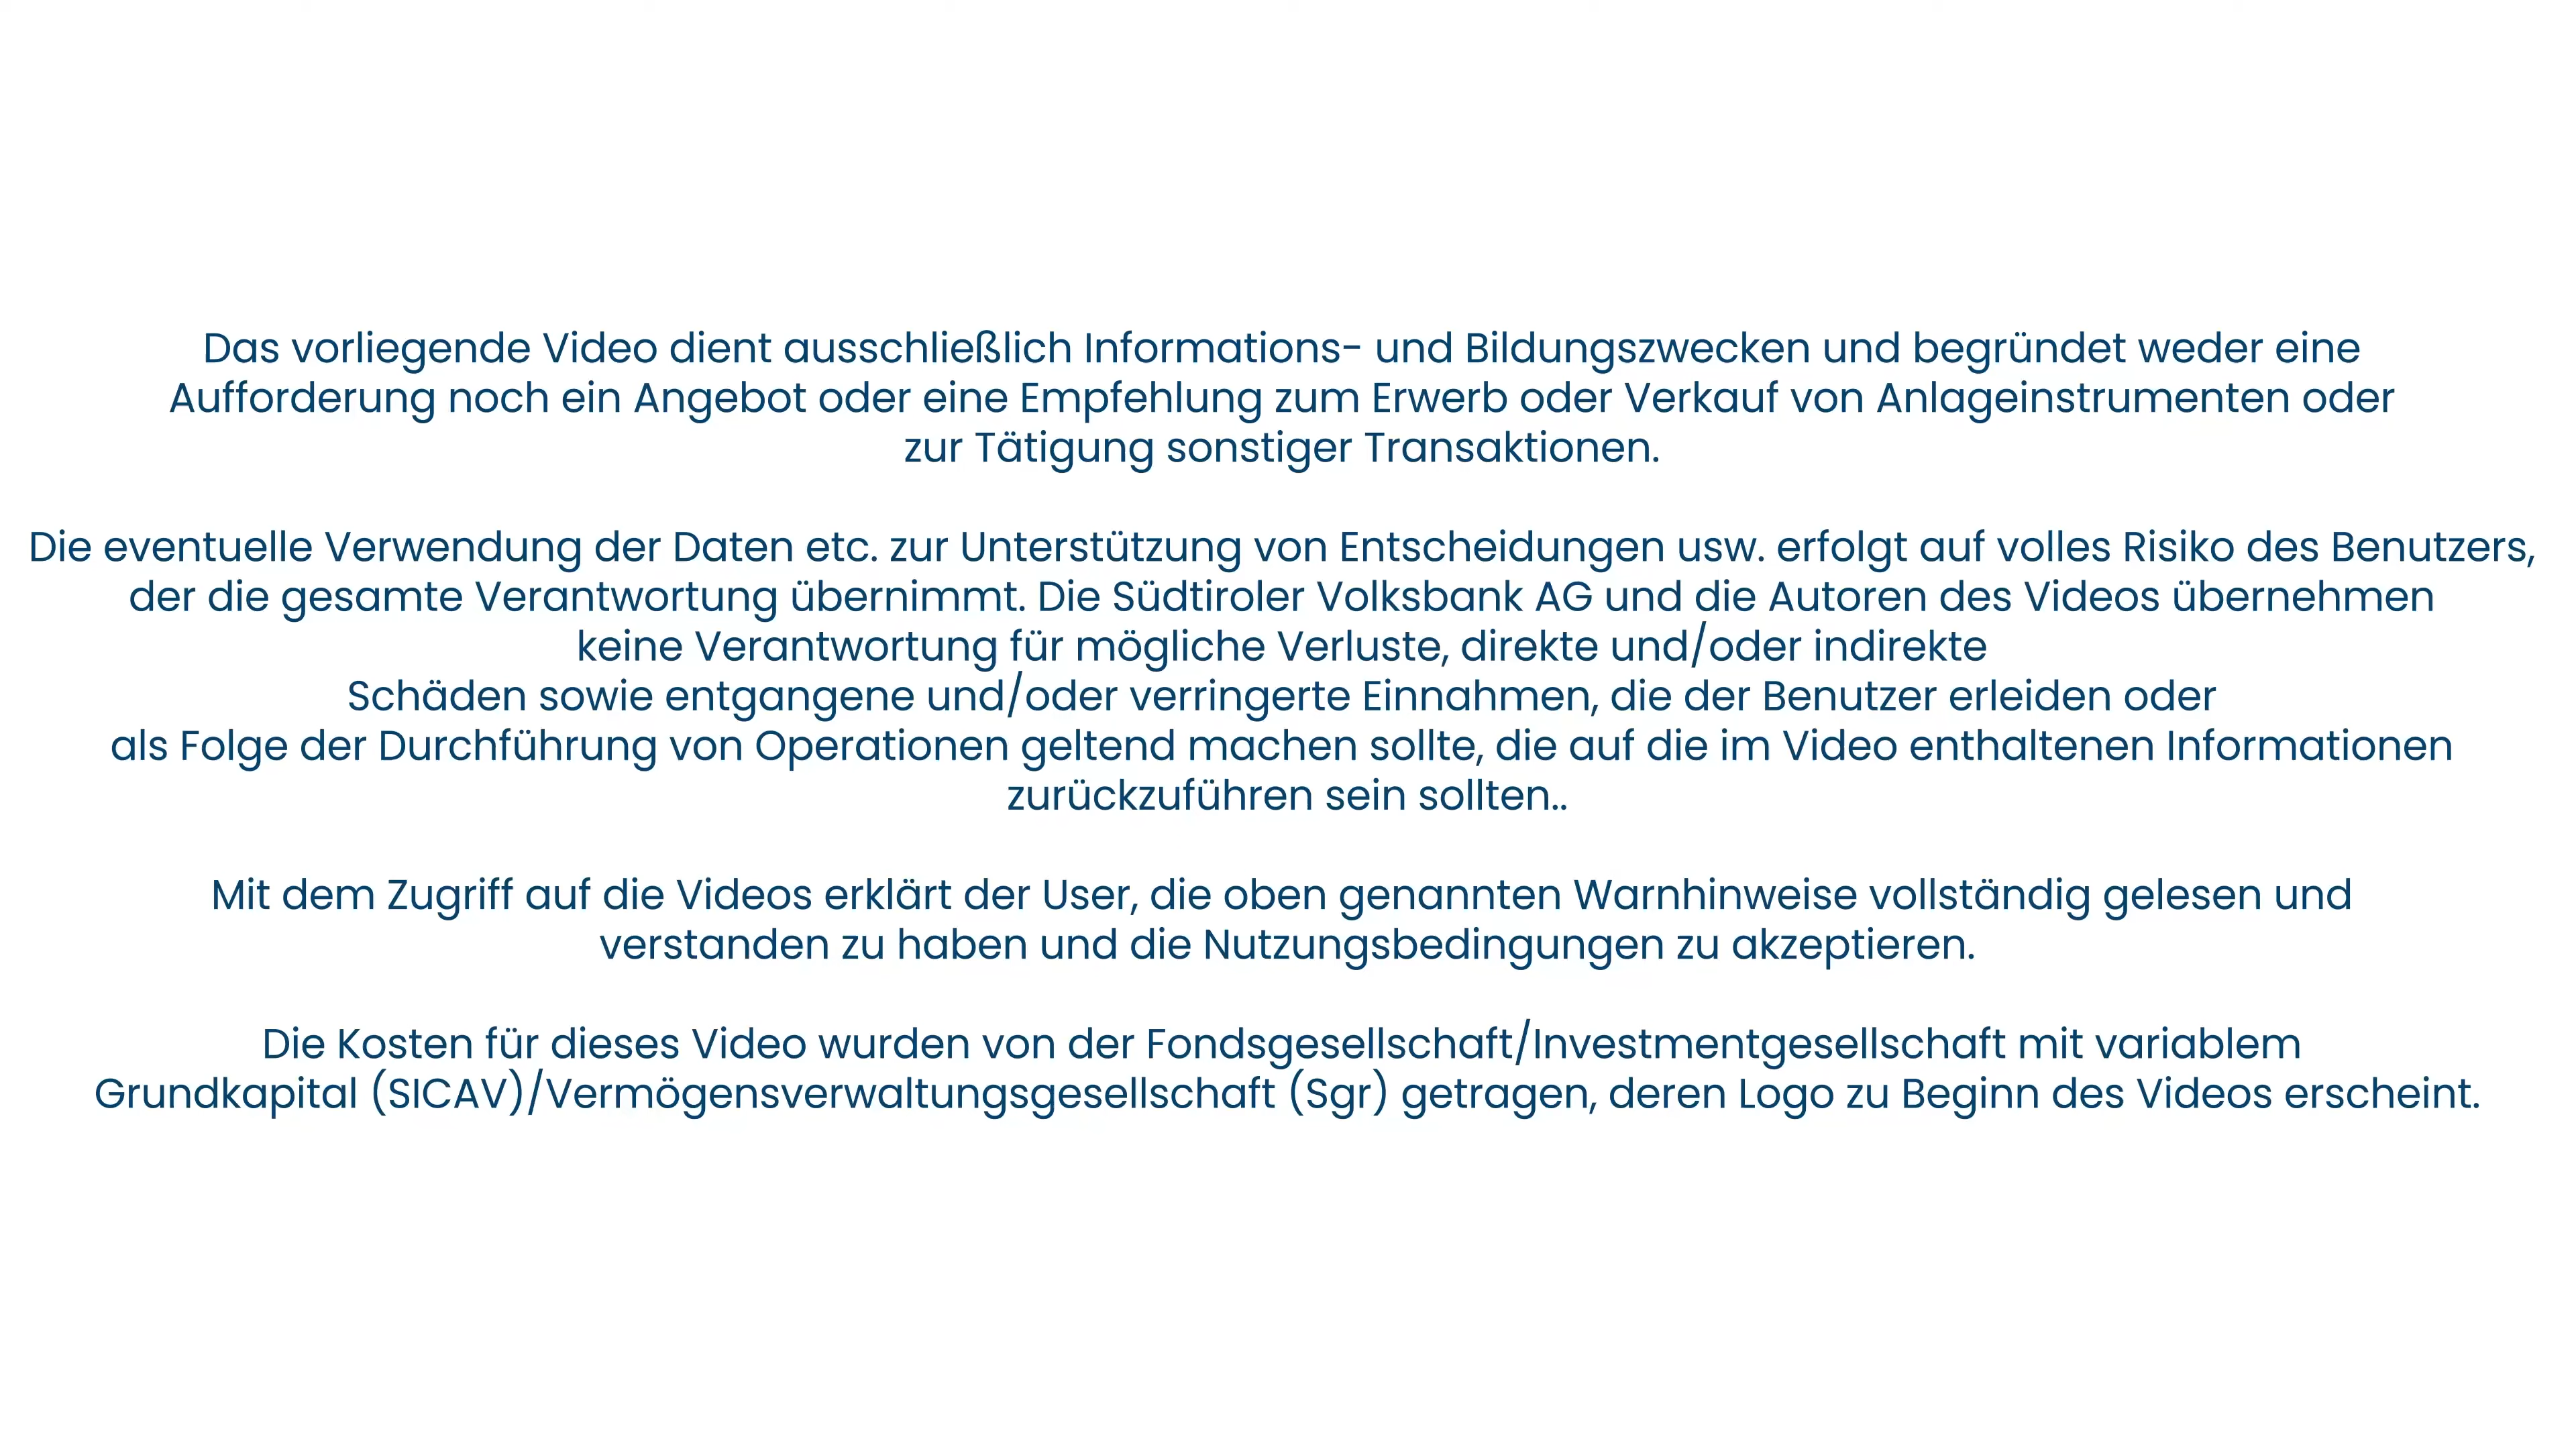 Das vorliegende Video dient ausschließlich Informations- und Bildungszwecken und begründet weder eine
Aufforderung noch ein Angebot oder eine Empfehlung zum Erwerb oder Verkauf von Anlageinstrumenten oder
zur Tätigung sonstiger Transaktionen.
Die eventuelle Verwendung der Daten etc. zur Unterstützung von Entscheidungen usw. erfolgt auf volles Risiko des Benutzers,
der die gesamte Verantwortung übernimmt. Die Südtiroler Volksbank AG und die Autoren des Videos übernehmen
keine Verantwortung für mögliche Verluste, direkte und/oder indirekte
Schäden sowie entgangene und/oder verringerte Einnahmen, die der Benutzer erleiden oder
als Folge der Durchführung von Operationen geltend machen sollte, die auf die im Video enthaltenen Informationen
zurückzuführen sein sollten..
Mit dem Zugriff auf die Videos erklärt der User, die oben genannten Warnhinweise vollständig gelesen und
verstanden zu haben und die Nutzungsbedingungen zu akzeptieren.
Die Kosten für dieses Video wurden von der Fondsgesellschaft/Investmentgesellschaft mit variablem
Grundkapital (SICAV)/Vermögensverwaltungsgesellschaft (Sgr) getragen, deren Logo zu Beginn des Videos erscheint.